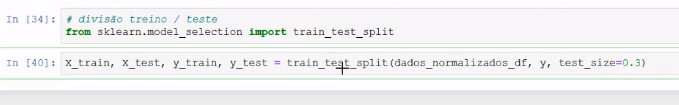 In [34]: # divisão treino / teste
from sklearn.model_selection import train_test_split
In [40]: X_train, X_test, y_train, y_test = train_test_split(dados_normalizados_df, y, test_size=0.3)